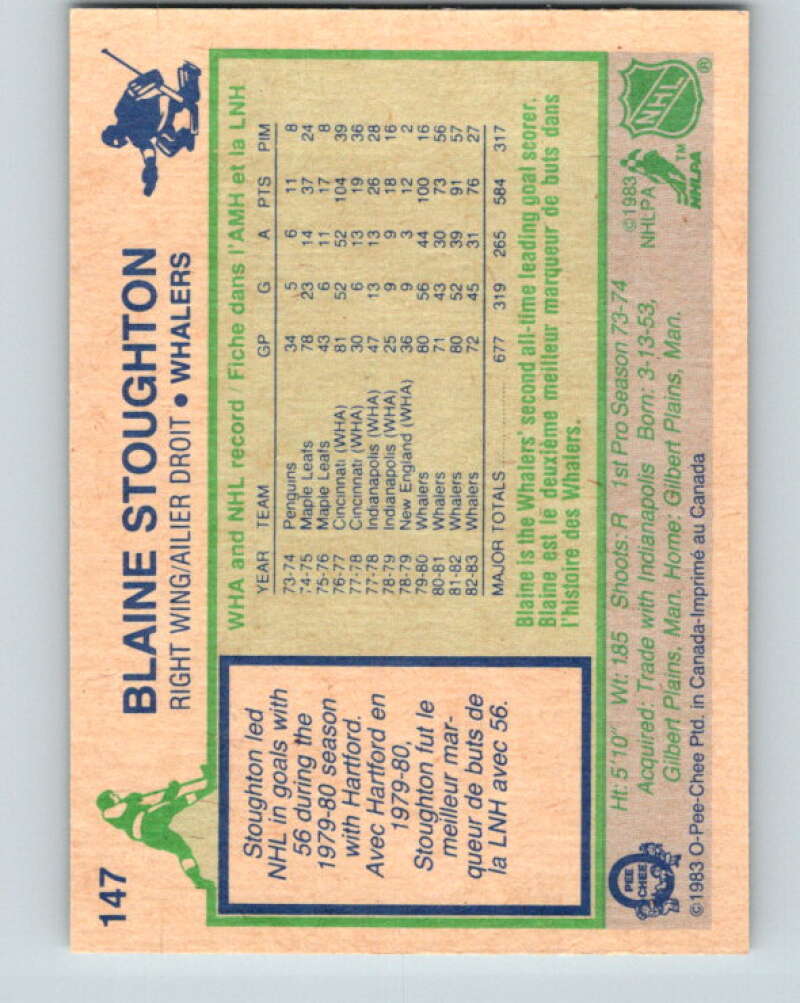 147
BLAINE STOUGHTON
RIGHT WING/AILIER DROIT • WHALERS
Stoughton led
NHL in goals with
56 during the
1979-80 season
with Hartford.
Avec Hartford en
1979-80,
Stoughton fut le
meilleur mar-
queur de buts de
la LNH avec 56.
WHA and NHL record / Fiche dans l'AMH et la LNH
YEAR TEAM GP G A PTS PIM
73-74 Penguins 34 5 6 11 8
74-75 Maple Leafs 78 23 14 37 24
75-76 Maple Leafs 43 6 11 17 8
76-77 Cincinnati (WHA) 81 52 52 104 39
77-78 Cincinnati (WHA) 30 6 13 19 36
77-78 Indianapolis (WHA) 47 13 13 26 28
78-79 Indianapolis (WHA) 25 9 9 18 16
78-79 New England (WHA) 36 9 3 12 2
79-80 Whalers 80 56 44 100 16
80-81 Whalers 71 43 30 73 56
81-82 Whalers 80 52 39 91 57
82-83 Whalers 72 45 31 76 27
MAJOR TOTALS 677 319 265 584 317
Blaine is the Whalers' second all-time leading goal scorer.
Blaine est le deuxième meilleur marqueur de buts dans
l'histoire des Whalers.
Ht: 5'10" Wt: 185 Shoots: R 1st Pro Season 73-74
Acquired: Trade with Indianapolis Born: 3-13-53,
Gilbert Plains, Man. Home: Gilbert Plains, Man.
©1983 O-Pee-Chee Ptd. in Canada-Imprimé au Canada
O
PEE
CHEE
©1983
NHLPA
NHL ®
NHLPA ™